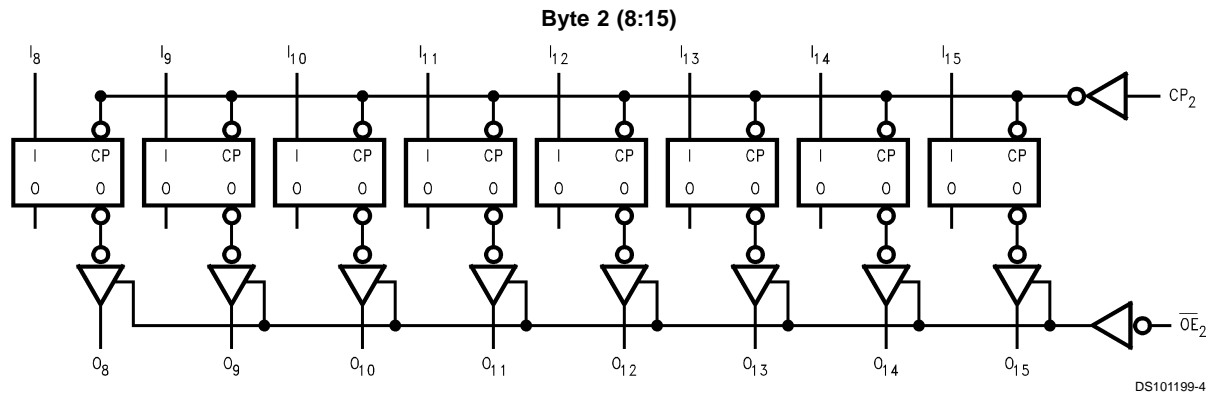 Byte 2 (8:15)
I8 I9 I10 I11 I12 I13 I14 I15
CP2
I CP I CP I CP I CP I CP I CP I CP I CP
O O O O O O O O O O O O O O O O
OE2
O8 O9 O10 O11 O12 O13 O14 O15
DS101199-4